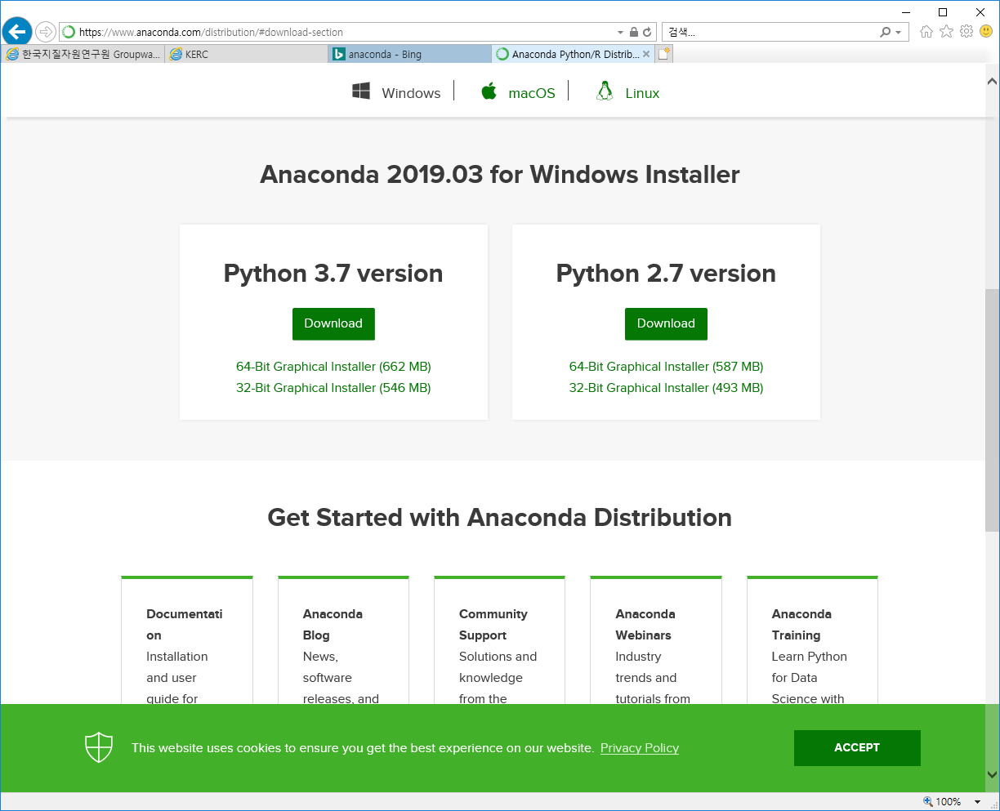 https://www.anaconda.com/distribution/#download-section
검색...
한국지질자원연구원 Groupwa...
KERC
anaconda - Bing
Anaconda Python/R Distrib...
Windows
macOS
Linux
Anaconda 2019.03 for Windows Installer
Python 3.7 version
Download
64-Bit Graphical Installer (662 MB)
32-Bit Graphical Installer (546 MB)
Python 2.7 version
Download
64-Bit Graphical Installer (587 MB)
32-Bit Graphical Installer (493 MB)
Get Started with Anaconda Distribution
Documentati
on
Installation
and user
guide for
Anaconda
Blog
News,
software
releases, and
Community
Support
Solutions and
knowledge
from the
Anaconda
Webinars
Industry
trends and
tutorials from
Anaconda
Training
Learn Python
for Data
Science with
This website uses cookies to ensure you get the best experience on our website. Privacy Policy
ACCEPT
100%